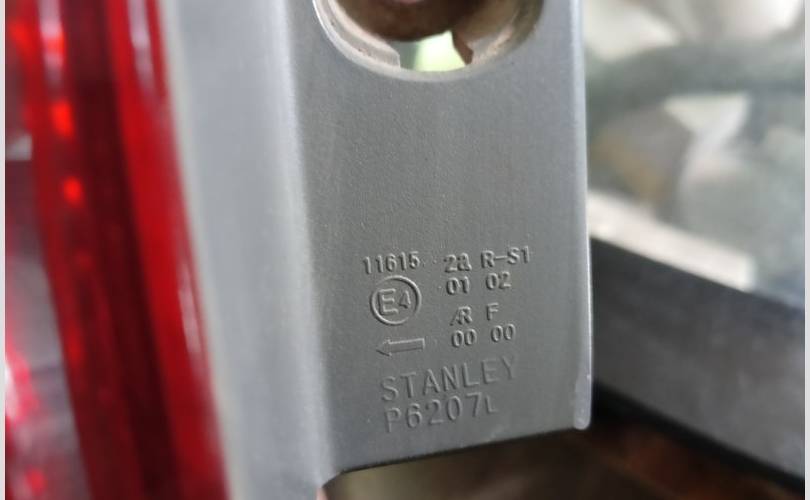 11615 2a R-S1
E4 01 02
AR F
00 00
STANLEY
P6207L